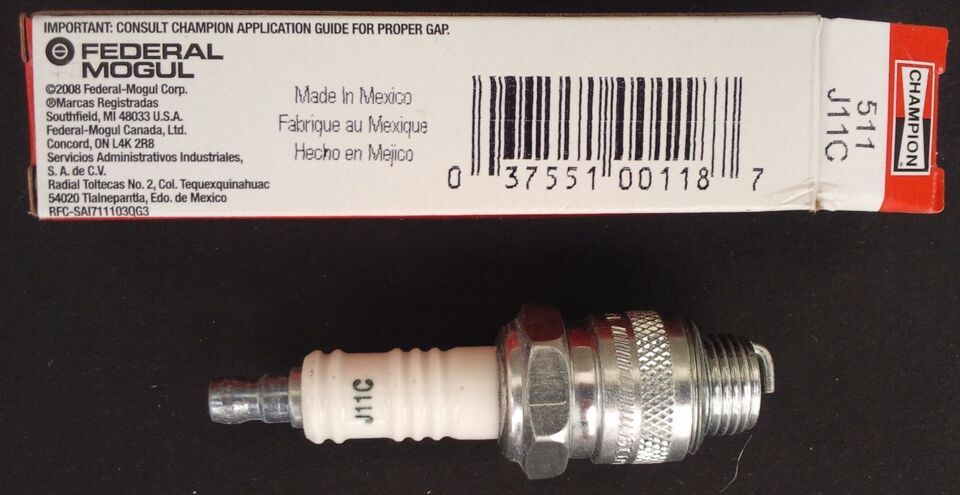 IMPORTANT: CONSULT CHAMPION APPLICATION GUIDE FOR PROPER GAP.
FEDERAL
MOGUL
©2008 Federal-Mogul Corp.
®Marcas Registradas
Southfield, MI 48033 U.S.A.
Federal-Mogul Canada, Ltd.
Concord, ON L4K 2R8
Servicios Administrativos Industriales,
S. A. de C.V.
Radial Toltecas No. 2, Col. Tequexquinahuac
54020 Tlalnepantla, Edo. de Mexico
RFC-SAI711103QG3
Made In Mexico
Fabrique au Mexique
Hecho en Mejico
0 37551 00118 7
511
J11C
CHAMPION
J11C